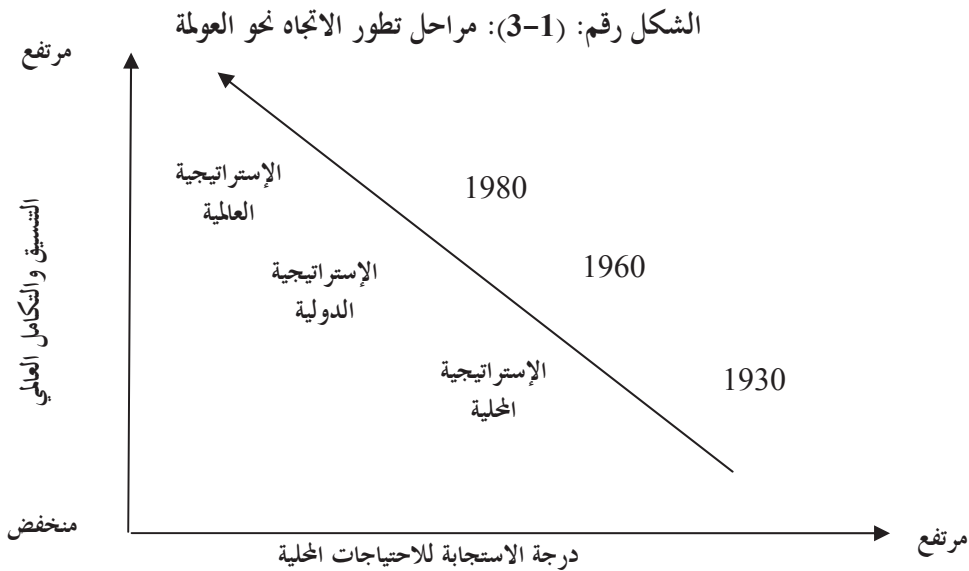 الشكل رقم: (1-3): مراحل تطور الاتجاه نحو العولمة
مرتفع
الإستراتيجية
العالمية
1980
التنسيق والتكامل العالمي
الإستراتيجية
الدولية
1960
الإستراتيجية
المحلية
1930
منخفض
مرتفع
درجة الاستجابة للاحتياجات المحلية